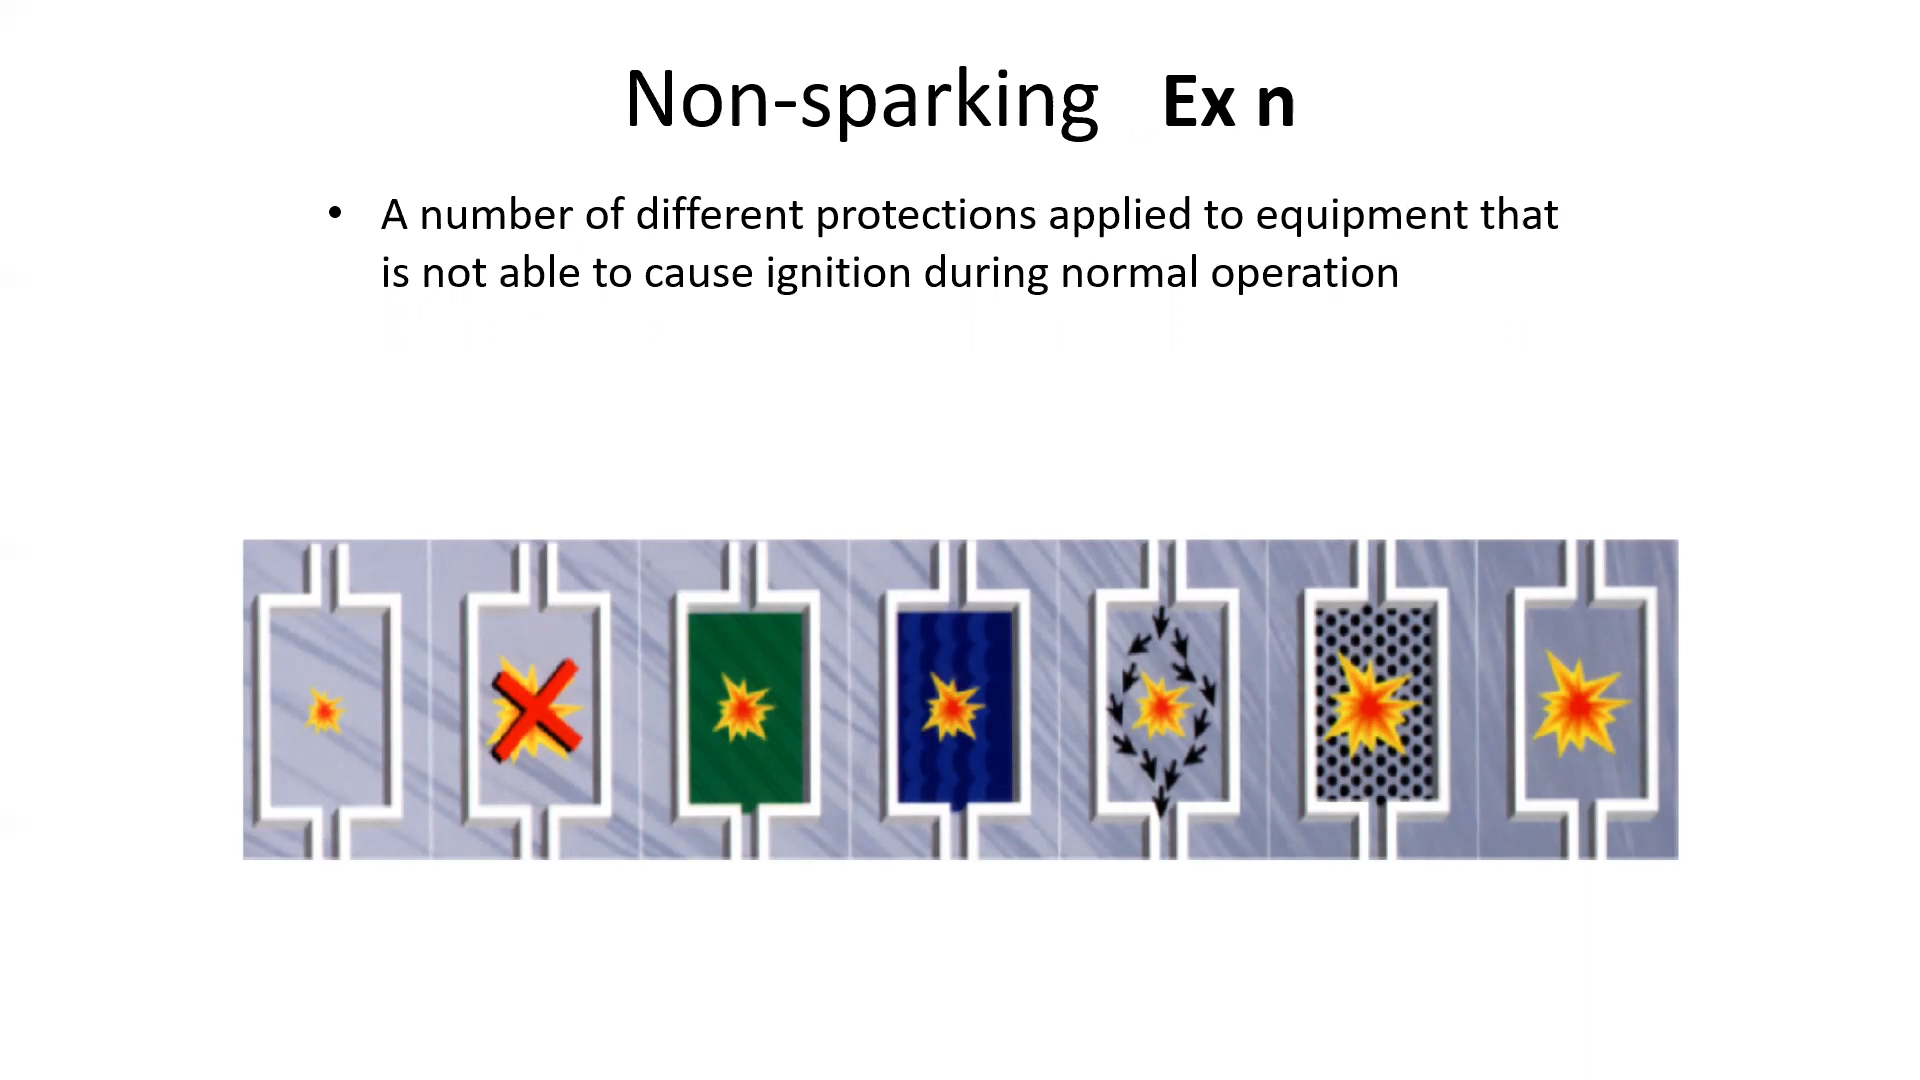 Non-sparking Ex n
• A number of different protections applied to equipment that
is not able to cause ignition during normal operation